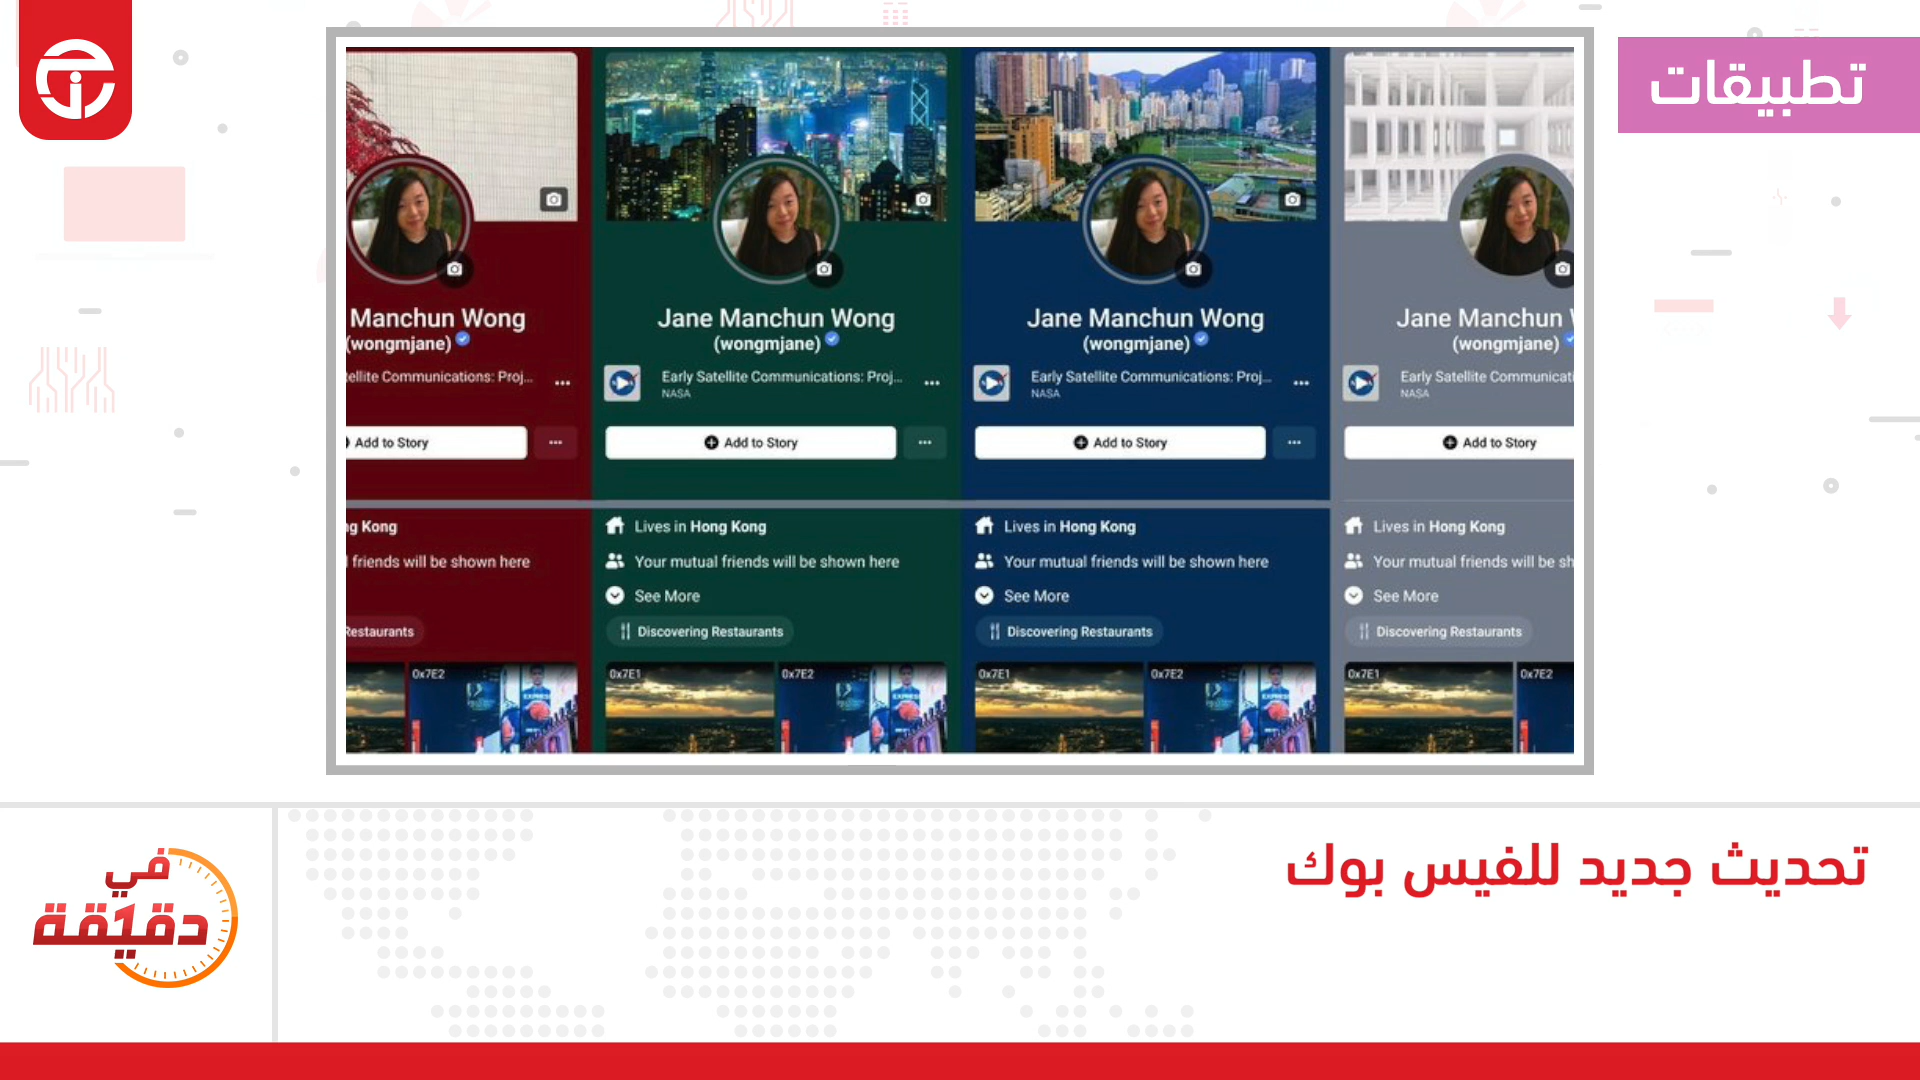 تطبيقات
Manchun Wong
(wongmjane)
ellite Communications: Proj...
Add to Story
g Kong
friends will be shown here
Restaurants
0x7E2
Jane Manchun Wong
(wongmjane)
Early Satellite Communications: Proj...
NASA
Add to Story
Lives in Hong Kong
Your mutual friends will be shown here
See More
Discovering Restaurants
0x7E1
0x7E2
Jane Manchun Wong
(wongmjane)
Early Satellite Communications: Proj...
NASA
Add to Story
Lives in Hong Kong
Your mutual friends will be shown here
See More
Discovering Restaurants
0x7E1
0x7E2
Jane Manchun
(wongmjane)
Early Satellite Communicati
NASA
Add to Story
Lives in Hong Kong
Your mutual friends will be sh
See More
Discovering Restaurants
0x7E1
0x7E2
تحديث جديد للفيس بوك
في
دقيقة